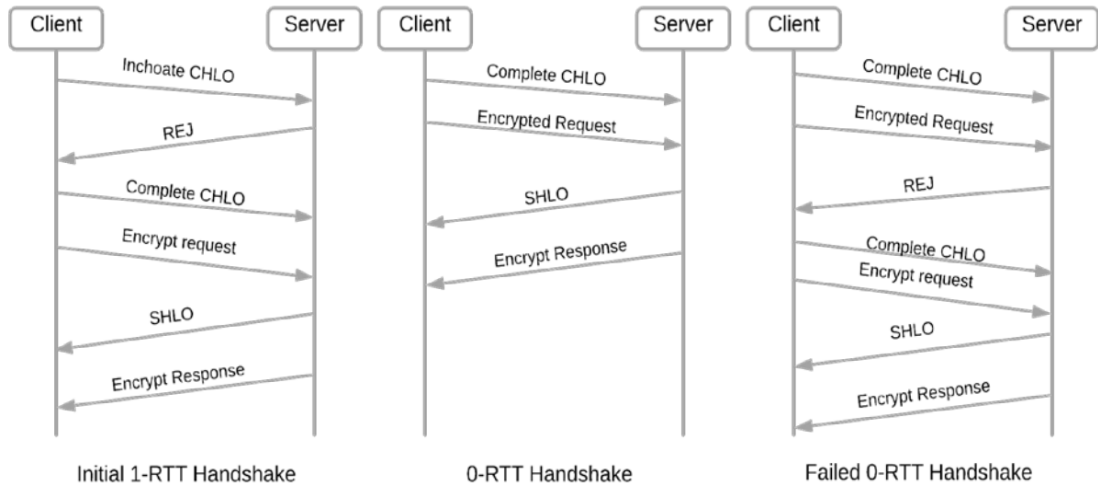 Client
Server
Inchoate CHLO
REJ
Complete CHLO
Encrypt request
SHLO
Encrypt Response
Initial 1-RTT Handshake
Client
Server
Complete CHLO
Encrypted Request
SHLO
Encrypt Response
0-RTT Handshake
Client
Server
Complete CHLO
Encrypted Request
REJ
Complete CHLO
Encrypt request
SHLO
Encrypt Response
Failed 0-RTT Handshake